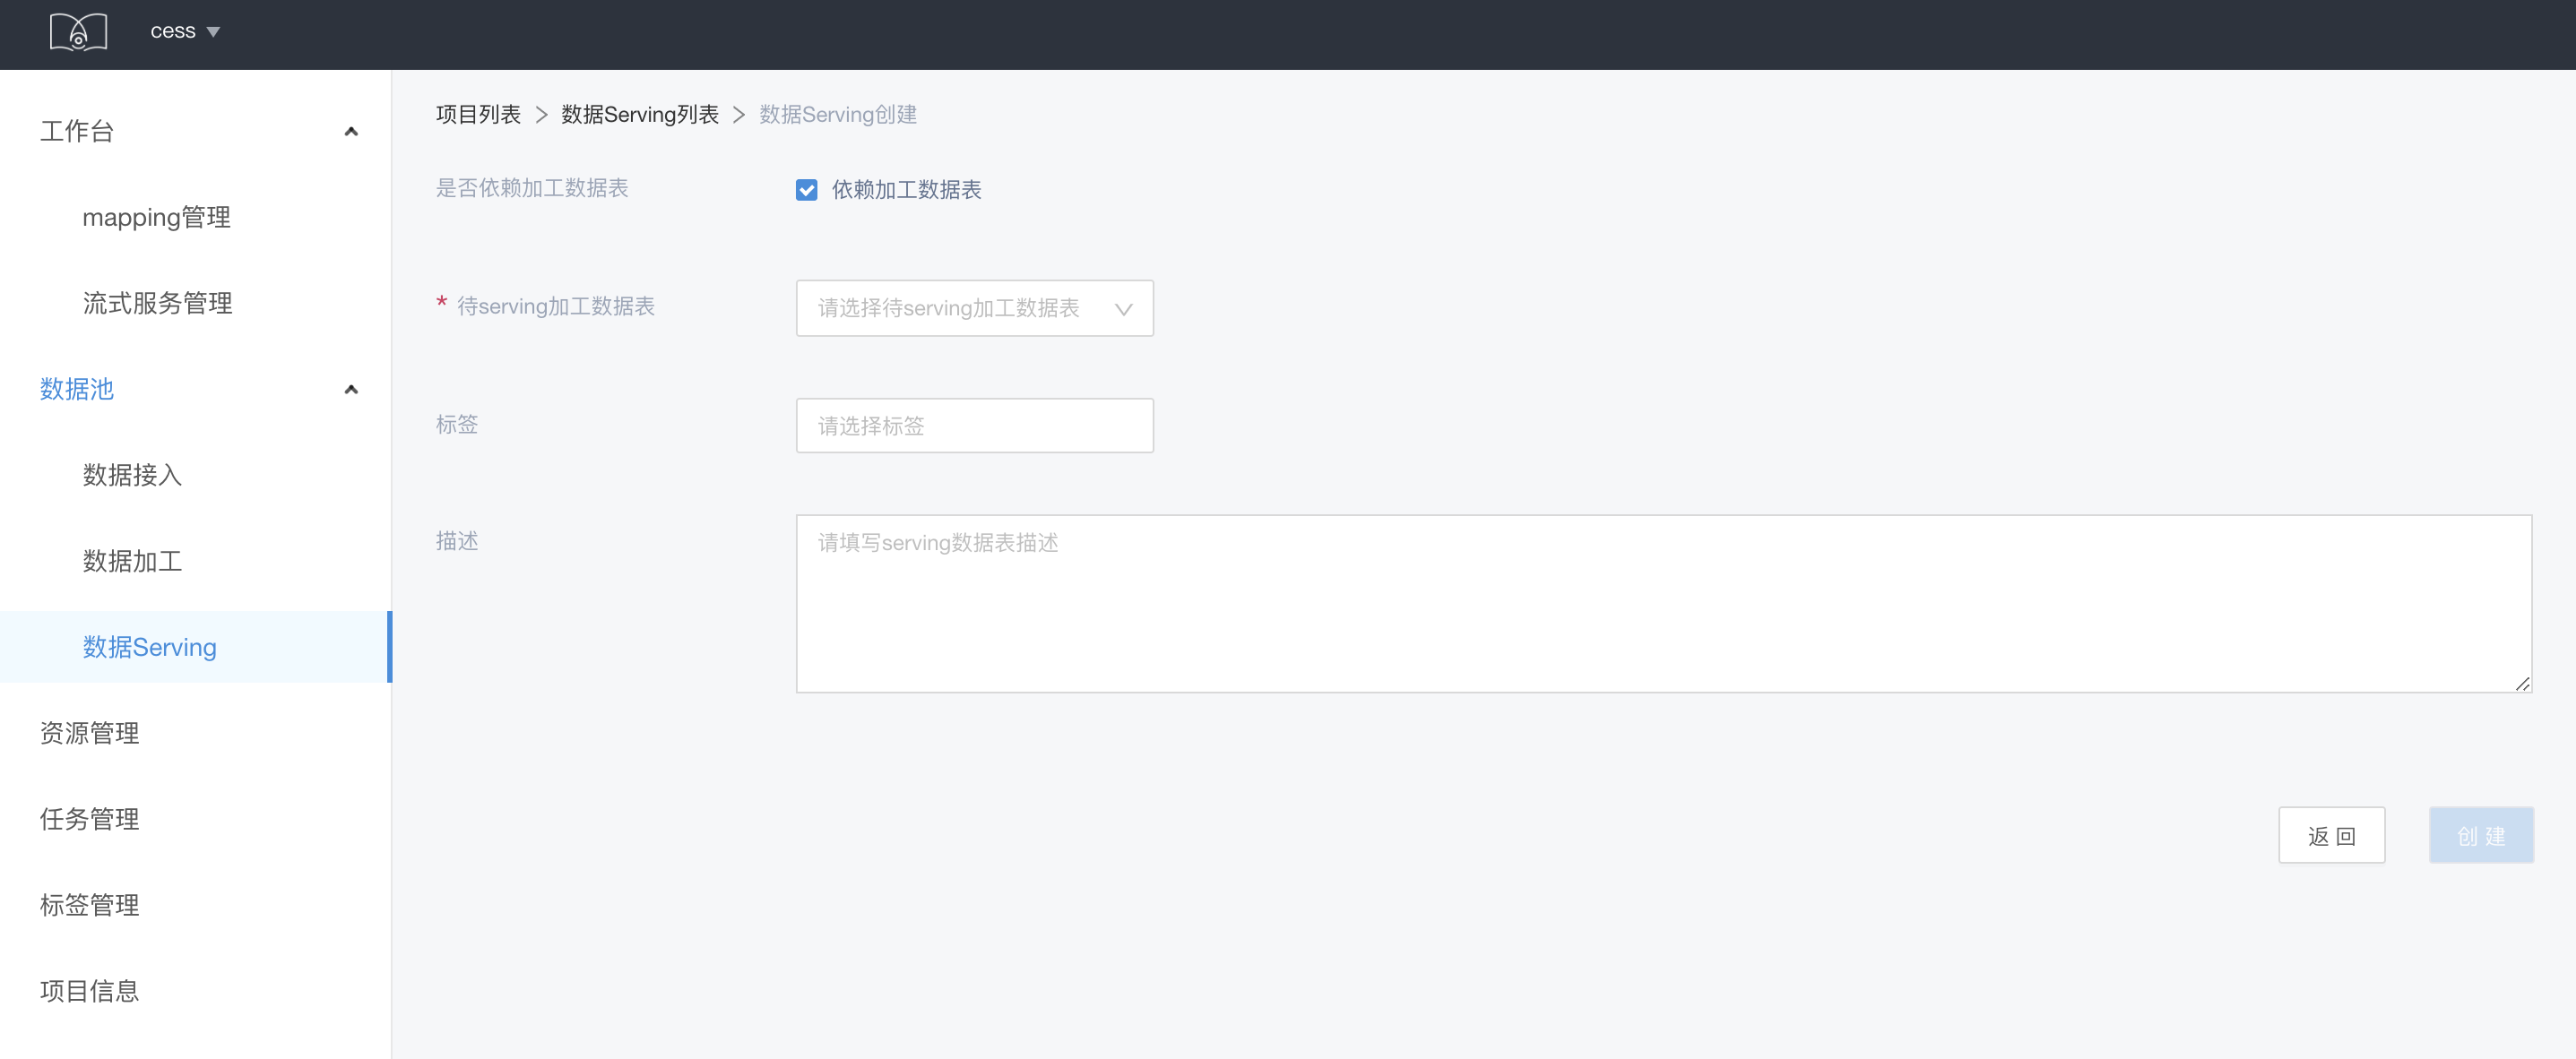 cess
工作台
mapping管理
流式服务管理
数据池
数据接入
数据加工
数据Serving
资源管理
任务管理
标签管理
项目信息
项目列表 > 数据Serving列表 > 数据Serving创建
是否依赖加工数据表 依赖加工数据表
* 待serving加工数据表 请选择待serving加工数据表
标签 请选择标签
描述 请填写serving数据表描述
返 回 创 建